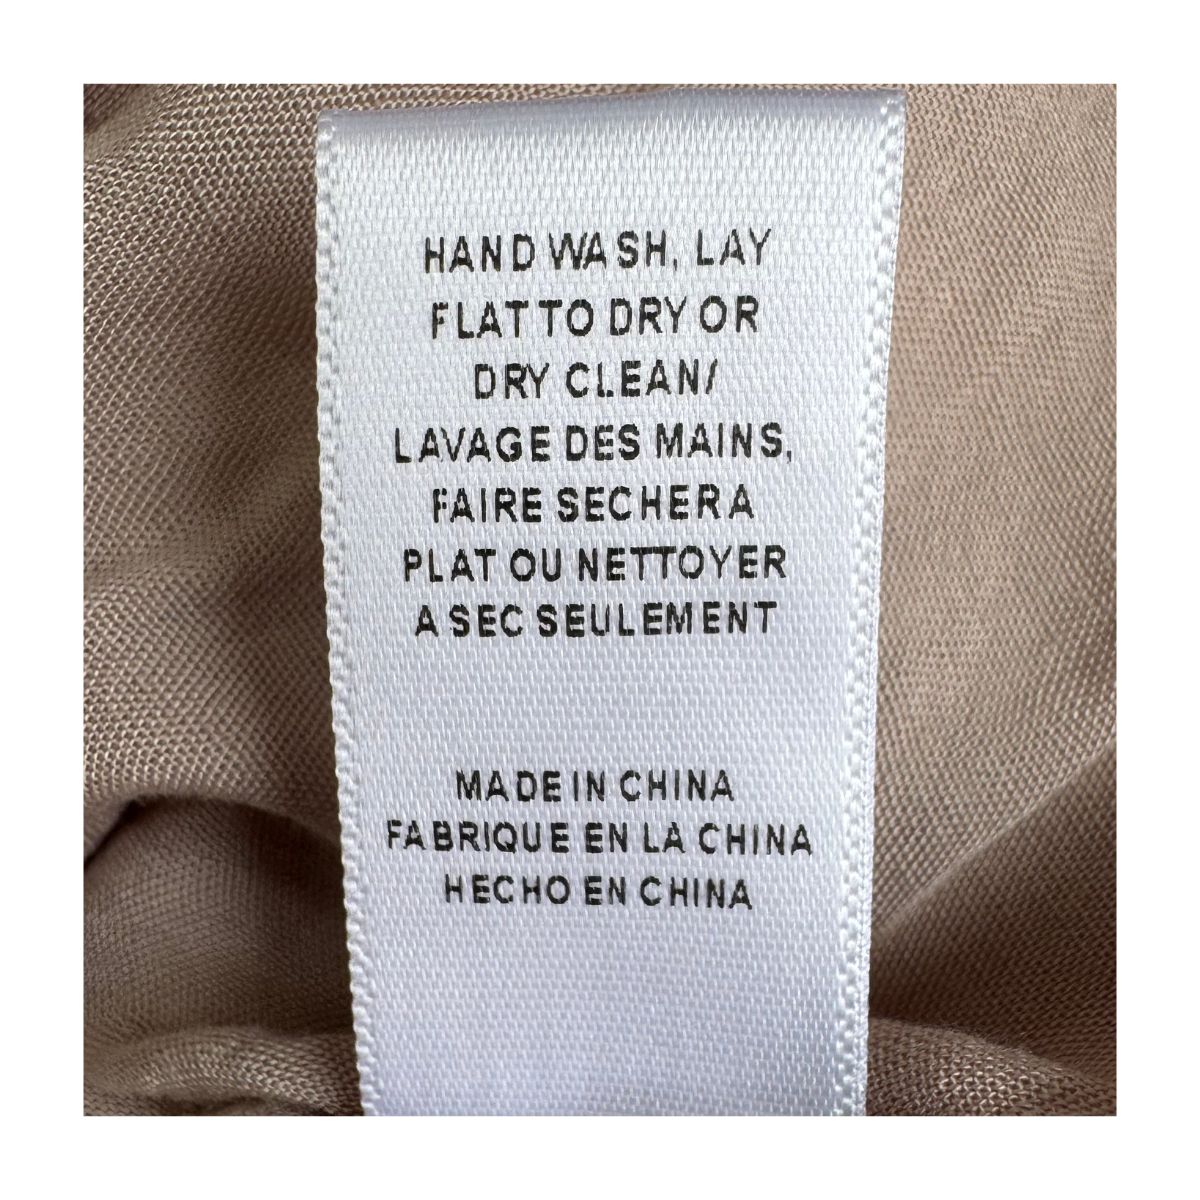 HAND WASH, LAY
FLAT TO DRY OR
DRY CLEAN/
LAVAGE DES MAINS,
FAIRE SECHER A
PLAT OU NETTOYER
A SEC SEULEMENT
MADE IN CHINA
FABRIQUE EN LA CHINA
HECHO EN CHINA